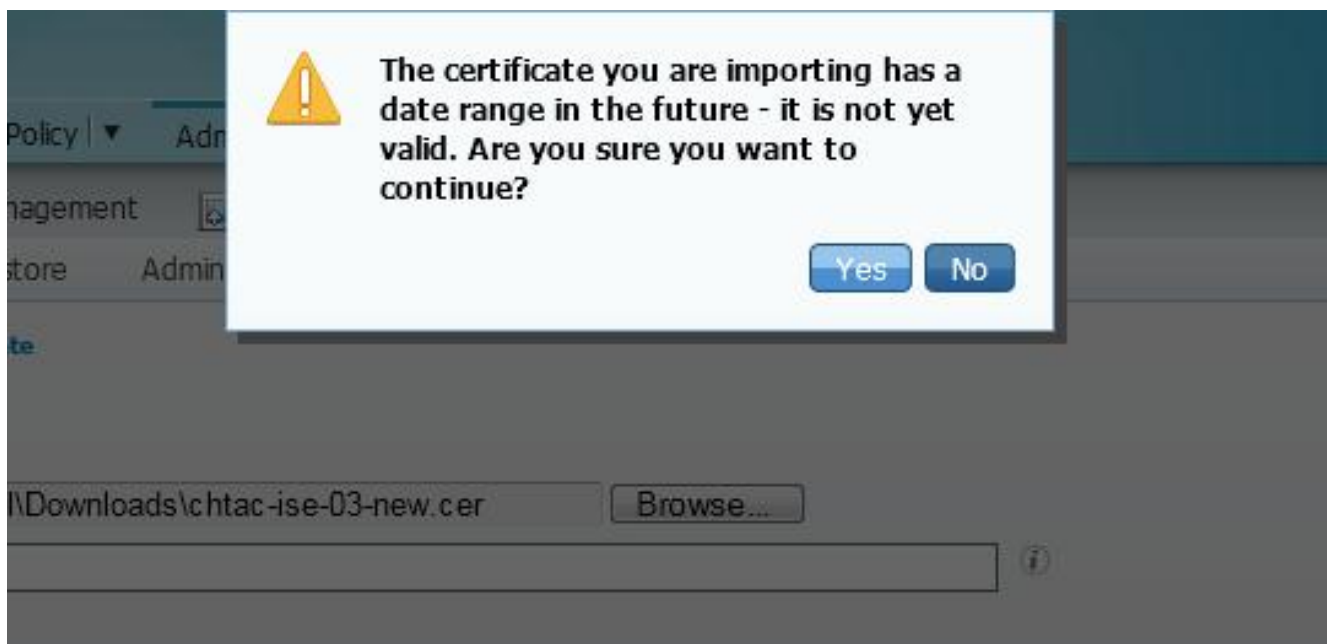 The certificate you are importing has a
date range in the future - it is not yet
valid. Are you sure you want to
continue?
Policy ▼ Adn
nagement
Yes No
store Admin
te
l\Downloads\chtac-ise-03-new.cer Browse...
i